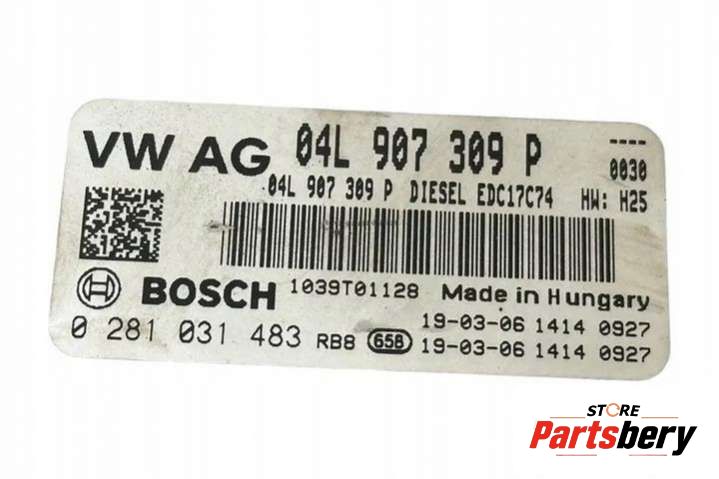 VW AG 04L 907 309 P ----
0030
04L 907 309 P DIESEL EDC17C74 HW: H25
BOSCH 1039T01128 Made in Hungary
19-03-06 1414 0927
0 281 031 483 RB8 658 19-03-06 1414 0927
STORE
Partsbery